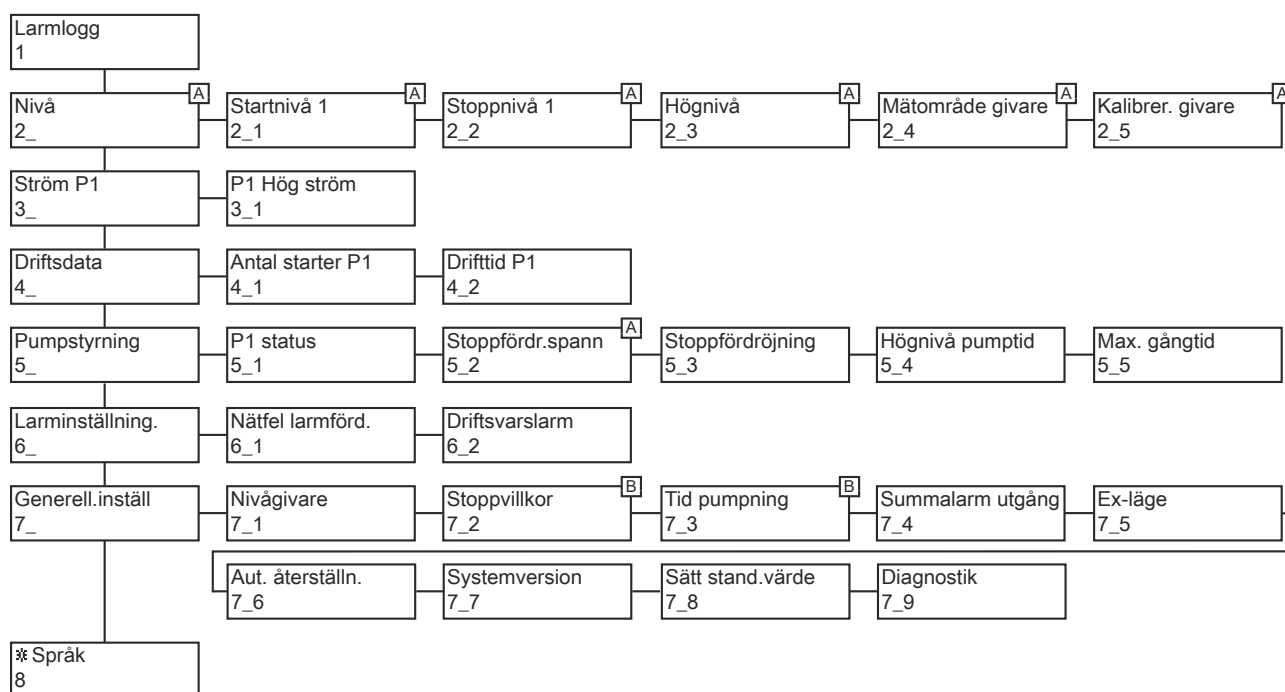 Larmlogg
1
A
Nivå
2_
A
Startnivå 1
2_1
A
Stoppnivå 1
2_2
A
Högnivå
2_3
A
Mätområde givare
2_4
A
Kalibrer. givare
2_5
Ström P1
3_
P1 Hög ström
3_1
Driftsdata
4_
Antal starter P1
4_1
Drifttid P1
4_2
Pumpstyrning
5_
P1 status
5_1
A
Stoppfördr.spann
5_2
Stoppfördröjning
5_3
Högnivå pumptid
5_4
Max. gångtid
5_5
Larminställning.
6_
Nätfel larmförd.
6_1
Driftsvarslarm
6_2
Generell.inställ
7_
Nivågivare
7_1
B
Stoppvillkor
7_2
B
Tid pumpning
7_3
Summalarm utgång
7_4
Ex-läge
7_5
Aut. återställn.
7_6
Systemversion
7_7
Sätt stand.värde
7_8
Diagnostik
7_9
* Språk
8